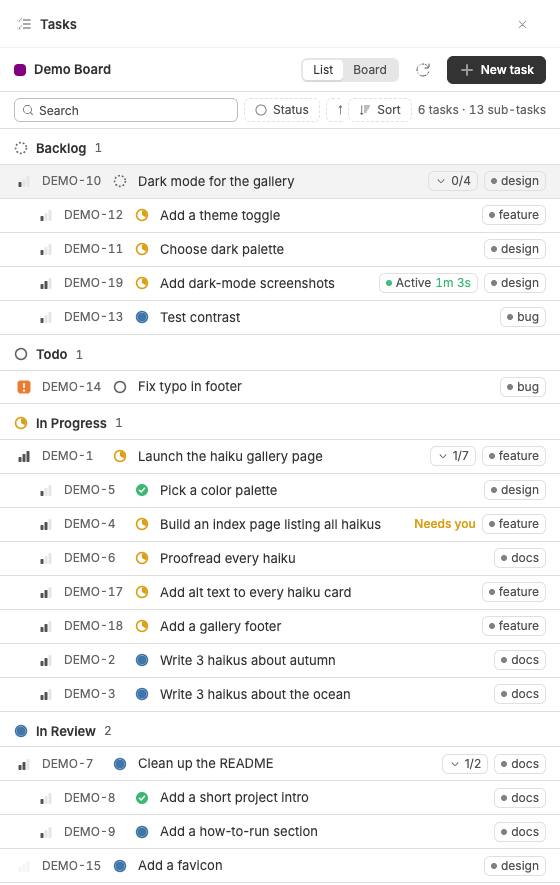 Tasks
Demo Board List Board New task
Search Status Sort 6 tasks · 13 sub-tasks
Backlog 1
DEMO-10 Dark mode for the gallery 0/4 design
DEMO-12 Add a theme toggle feature
DEMO-11 Choose dark palette design
DEMO-19 Add dark-mode screenshots Active 1m 3s design
DEMO-13 Test contrast bug
Todo 1
DEMO-14 Fix typo in footer bug
In Progress 1
DEMO-1 Launch the haiku gallery page 1/7 feature
DEMO-5 Pick a color palette design
DEMO-4 Build an index page listing all haikus Needs you feature
DEMO-6 Proofread every haiku docs
DEMO-17 Add alt text to every haiku card feature
DEMO-18 Add a gallery footer feature
DEMO-2 Write 3 haikus about autumn docs
DEMO-3 Write 3 haikus about the ocean docs
In Review 2
DEMO-7 Clean up the README 1/2 docs
DEMO-8 Add a short project intro docs
DEMO-9 Add a how-to-run section docs
DEMO-15 Add a favicon design